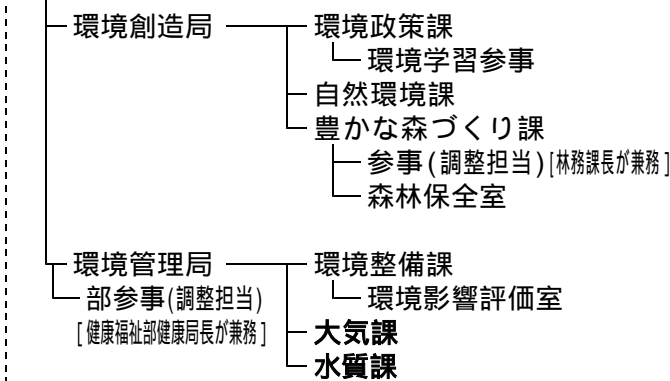 環境創造局 環境政策課
環境学習参事
自然環境課
豊かな森づくり課
参事(調整担当)[林務課長が兼務]
森林保全室
環境管理局 環境整備課
部参事(調整担当) 環境影響評価室
[健康福祉部健康局長が兼務] 大気課
水質課